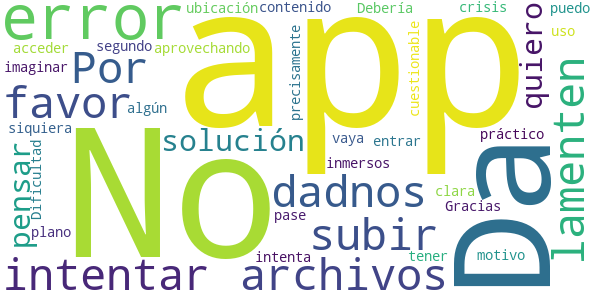 error
ubicación
contenido
Debería
crisis
puedo
acceder
segundo
aprovechando
app
precisamente
cuestionable
quiero
uso
imaginar
Por
favor
algún
lamenten
siquiera
No
solución
vaya
entrar
práctico
pensar
Dificultad
inmersos
Da
dadnos
clara
Gracias
plano
pase
subir
motivo
intentar
archivos
intenta
tener